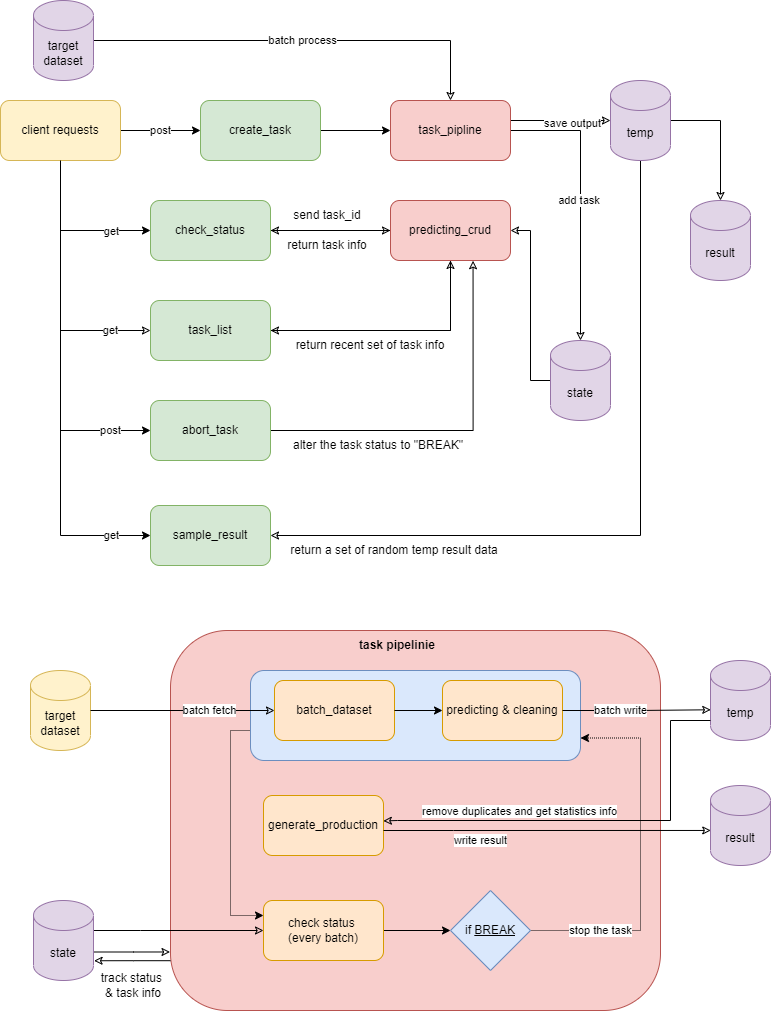 target
dataset
batch process
client requests
post
create_task
task_pipline
save output
temp
add task
result
get
check_status
send task_id
return task info
predicting_crud
get
task_list
return recent set of task info
state
post
abort_task
alter the task status to "BREAK"
get
sample_result
return a set of random temp result data
task pipelinie
target
dataset
batch fetch
batch_dataset
predicting & cleaning
batch write
temp
generate_production
remove duplicates and get statistics info
write result
result
state
check status
(every batch)
if BREAK
stop the task
track status
& task info